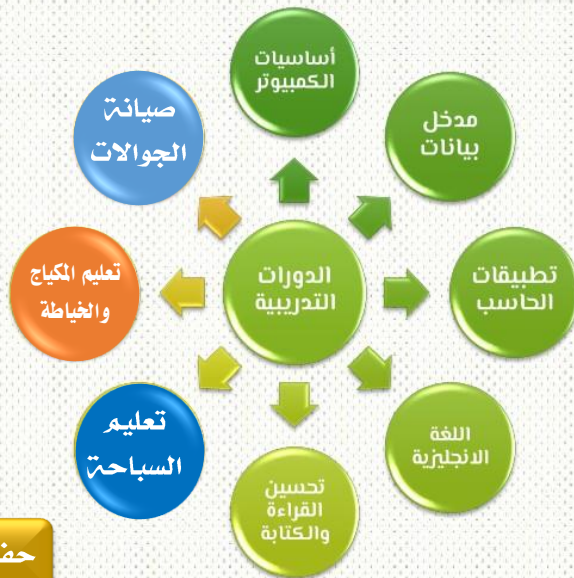 أساسيات
الكمبيوتر
مدخل
بيانات
تطبيقات
الحاسب
اللغة
الانجليزية
تحسين
القراءة
والكتابة
تعليم
السباحة
تعليم المكياج
والخياطة
صيانة
الجوالات
الدورات
التدريبية